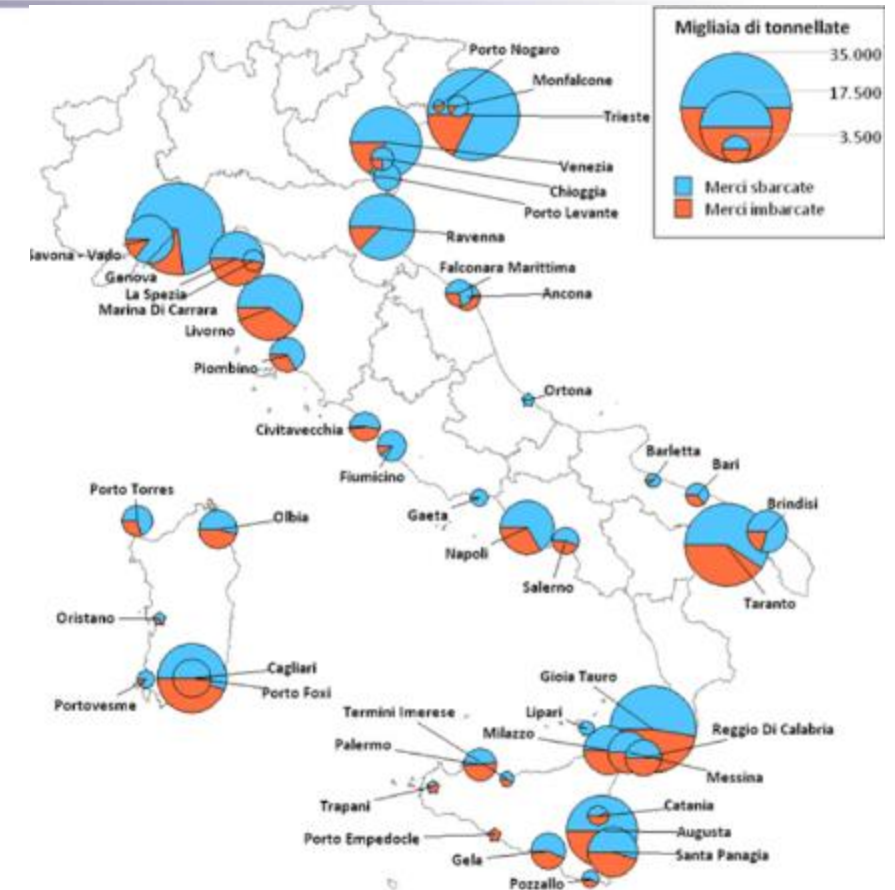 Migliaia di tonnellate
35.000
17.500
3.500
Merci sbarcate
Merci imbarcate
Porto Nogaro
Monfalcone
Trieste
Venezia
Chioggia
Porto Levante
Ravenna
Savona - Vado
Genova
La Spezia
Marina Di Carrara
Livorno
Piombino
Falconara Marittima
Ancona
Ortona
Civitavecchia
Fiumicino
Gaeta
Napoli
Salerno
Barletta
Bari
Brindisi
Taranto
Porto Torres
Olbia
Oristano
Portovesme
Cagliari
Porto Foxi
Gioia Tauro
Lipari
Milazzo
Termini Imerese
Palermo
Reggio Di Calabria
Messina
Trapani
Porto Empedocle
Catania
Augusta
Santa Panagia
Gela
Pozzallo